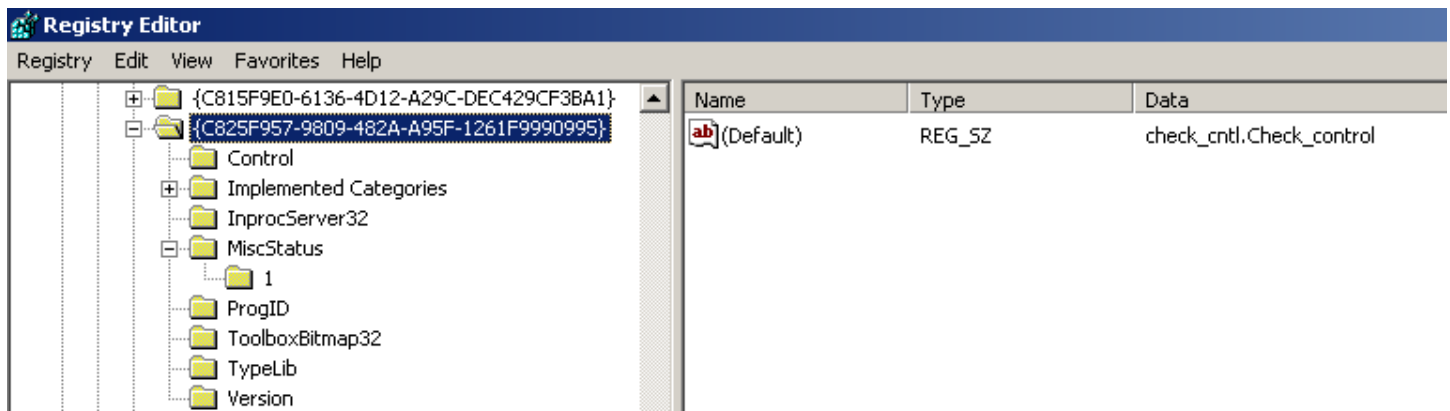 Registry Editor
Registry Edit View Favorites Help
{C815F9E0-6136-4D12-A29C-DEC429CF3BA1}
{C825F957-9809-482A-A95F-1261F9990995}
Control
Implemented Categories
InprocServer32
MiscStatus
1
ProgID
ToolboxBitmap32
TypeLib
Version
Name Type Data
ab (Default) REG_SZ check_cntl.Check_control